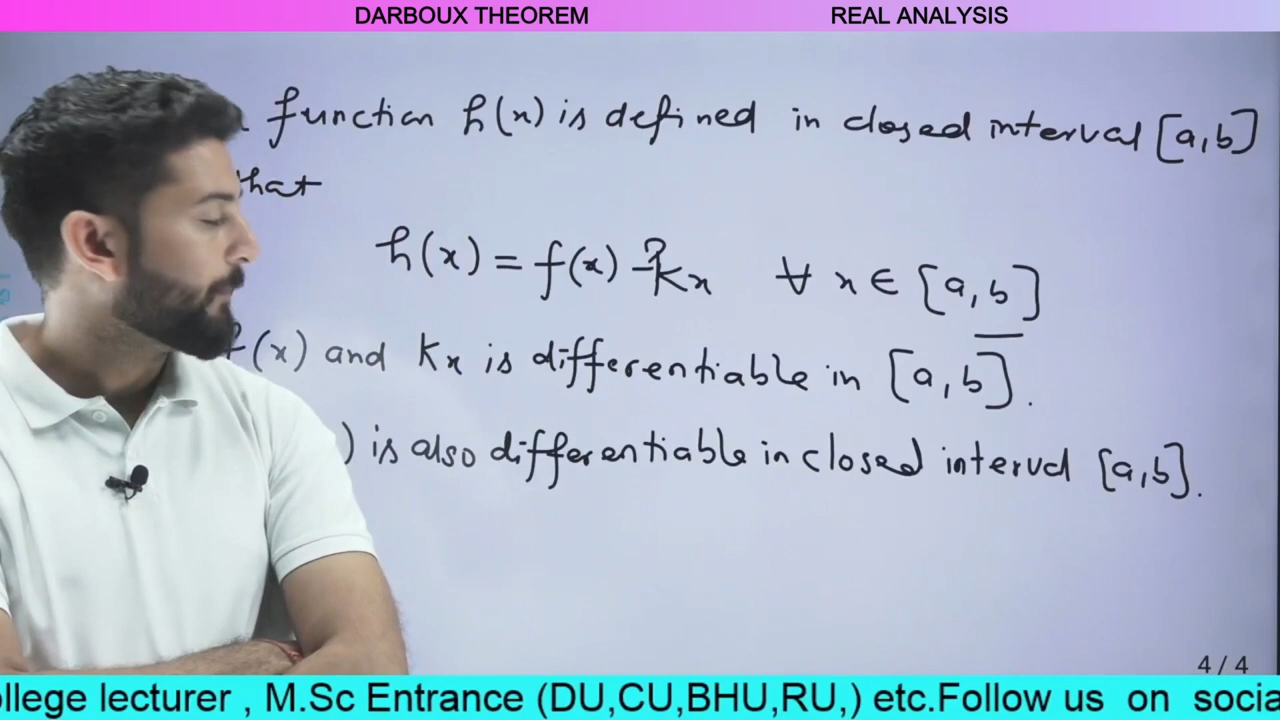 DARBOUX THEOREM REAL ANALYSIS
function h(x) is defined in closed interval [a,b]
that
h(x) = f(x) - kx ∀ x ∈ [a,b]
f(x) and kx is differentiable in [a,b].
) is also differentiable in closed interval [a,b].
4 / 4
ollege lecturer , M.Sc Entrance (DU,CU,BHU,RU,) etc.Follow us on socia